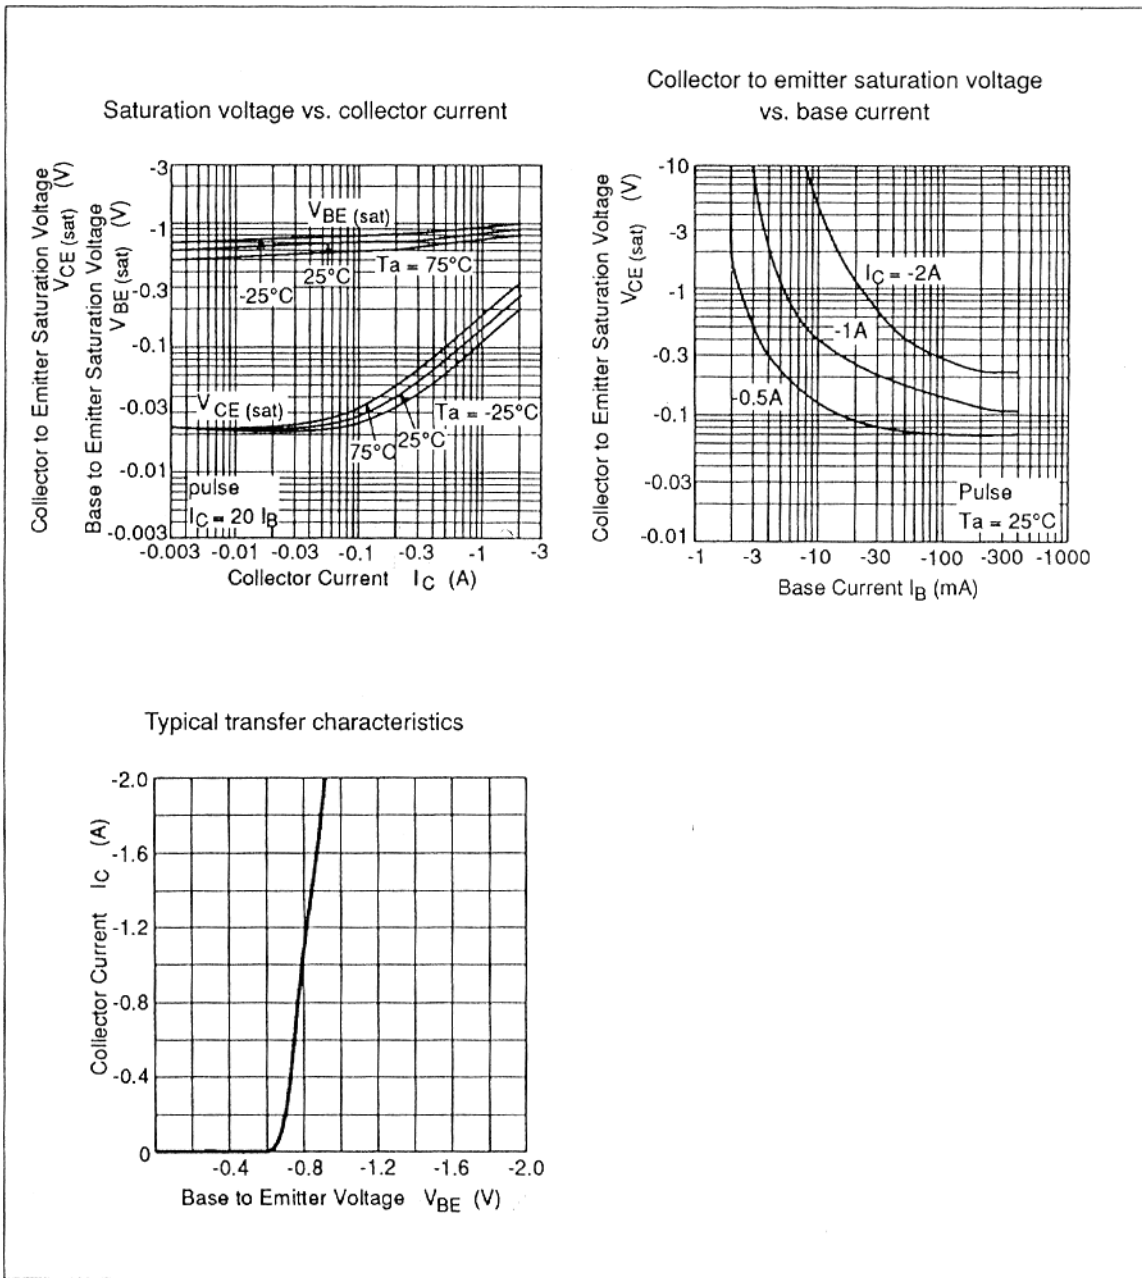 Saturation voltage vs. collector current
Collector to Emitter Saturation Voltage
VCE (sat) (V)
Base to Emitter Saturation Voltage
VBE (sat) (V)
-3
-1
-0.3
-0.1
-0.03
-0.01
-0.003
VBE (sat)
-25°C
25°C
Ta = 75°C
VCE (sat)
75°C
25°C
Ta = -25°C
pulse
IC = 20 IB
-0.003 -0.01 -0.03 -0.1 -0.3 -1 -3
Collector Current IC (A)
Collector to emitter saturation voltage
vs. base current
Collector to Emitter Saturation Voltage
VCE (sat) (V)
-10
-3
-1
-0.3
-0.1
-0.03
-0.01
IC = -2A
-1A
-0.5A
Pulse
Ta = 25°C
-1 -3 -10 -30 -100 -300 -1000
Base Current IB (mA)
Typical transfer characteristics
Collector Current IC (A)
-2.0
-1.6
-1.2
-0.8
-0.4
0
-0.4 -0.8 -1.2 -1.6 -2.0
Base to Emitter Voltage VBE (V)